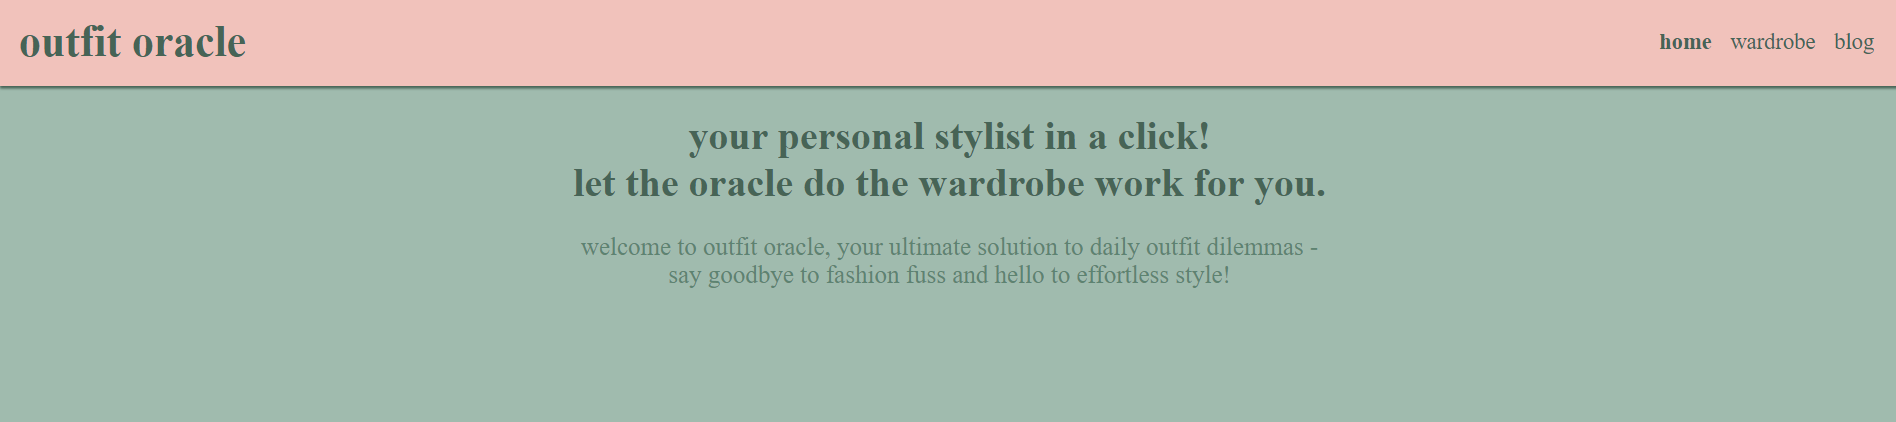 outfit oracle
home wardrobe blog
your personal stylist in a click!
let the oracle do the wardrobe work for you.
welcome to outfit oracle, your ultimate solution to daily outfit dilemmas -
say goodbye to fashion fuss and hello to effortless style!